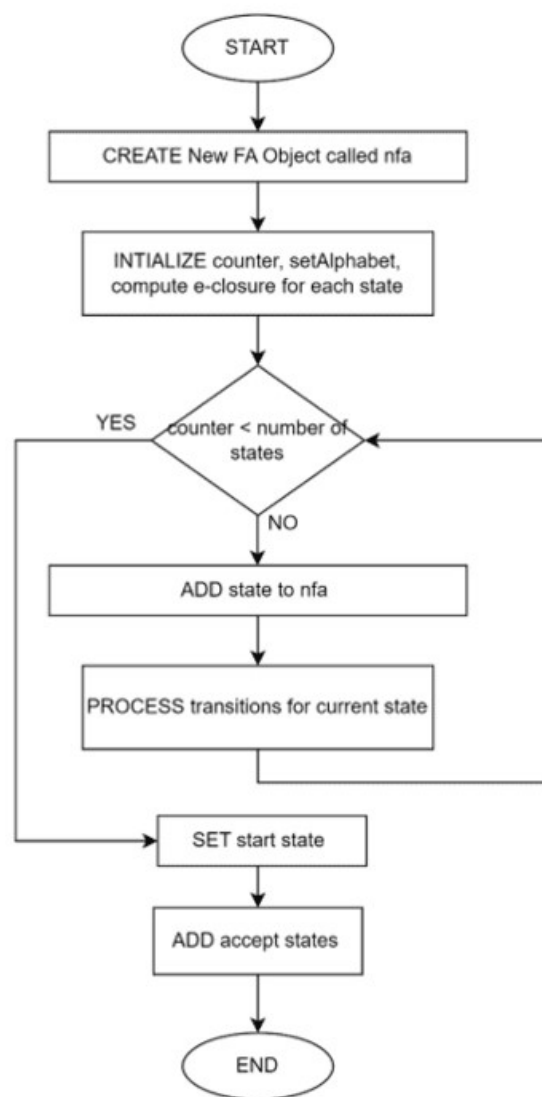 START
CREATE New FA Object called nfa
INTIALIZE counter, setAlphabet,
compute e-closure for each state
YES
counter < number of
states
NO
ADD state to nfa
PROCESS transitions for current state
SET start state
ADD accept states
END